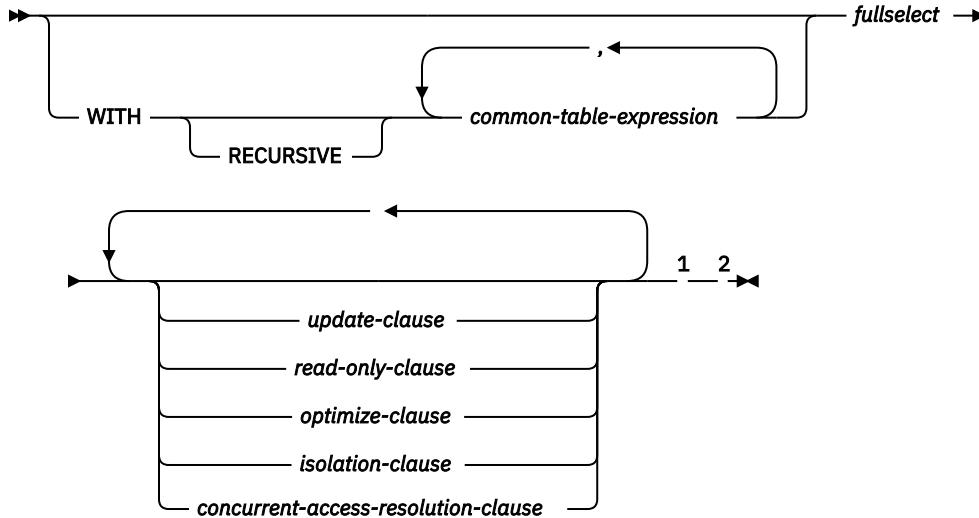 fullselect
,
WITH common-table-expression
RECURSIVE
1 2
update-clause
read-only-clause
optimize-clause
isolation-clause
concurrent-access-resolution-clause